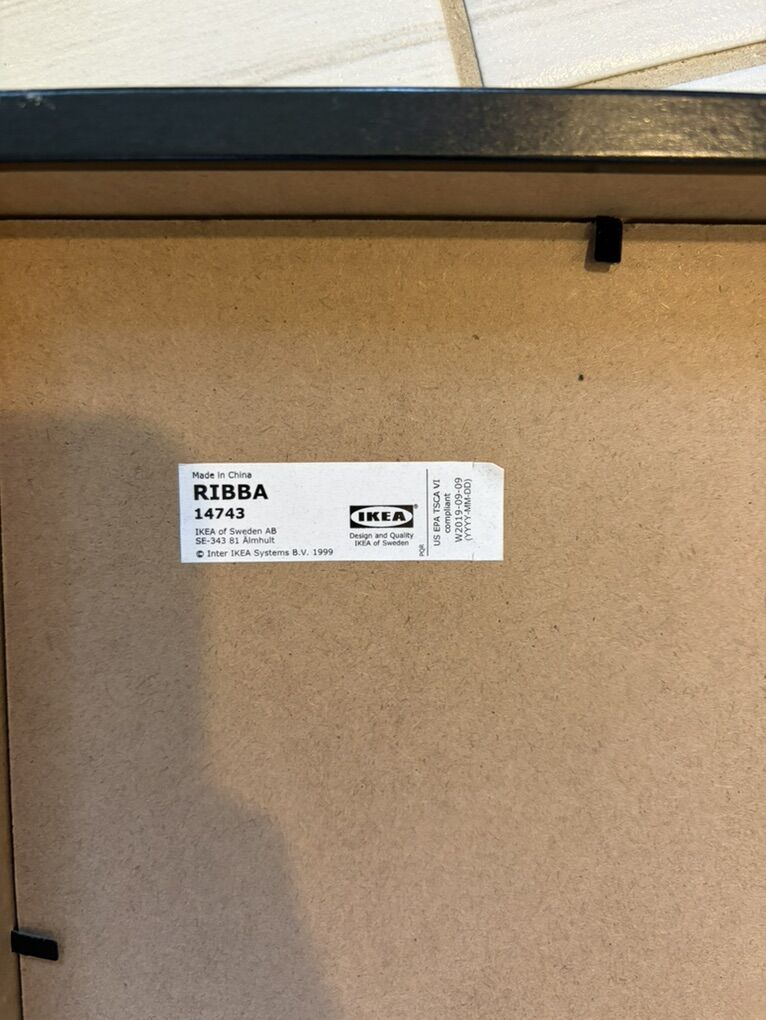 Made in China
RIBBA
14743
IKEA of Sweden AB
SE-343 81 Älmhult
© Inter IKEA Systems B.V. 1999
IKEA®
Design and Quality
IKEA of Sweden
PQR
US EPA TSCA VI
compliant
W2019-09-09
(YYYY-MM-DD)